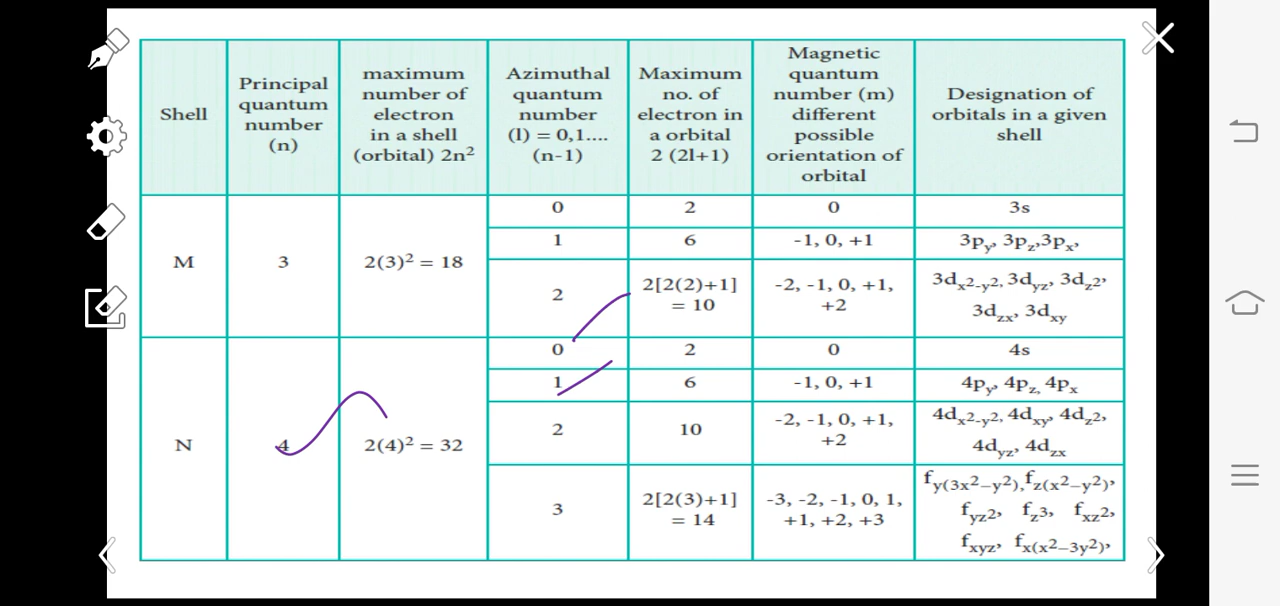 Shell
Principal
quantum
number
(n)
maximum
number of
electron
in a shell
(orbital) 2n²
Azimuthal
quantum
number
(l) = 0,1....
(n-1)
Maximum
no. of
electron in
a orbital
2 (2l+1)
Magnetic
quantum
number (m)
different
possible
orientation of
orbital
Designation of
orbitals in a given
shell
M
3
2(3)² = 18
0
2
0
3s
1
6
-1, 0, +1
3py, 3pz,3px,
2
2[2(2)+1]
= 10
-2, -1, 0, +1,
+2
3dx2-y2, 3dyz, 3dz2,
3dzx, 3dxy
N
4
2(4)² = 32
0
2
0
4s
1
6
-1, 0, +1
4py, 4pz, 4px
2
10
-2, -1, 0, +1,
+2
4dx2-y2, 4dxy, 4dz2,
4dyz, 4dzx
3
2[2(3)+1]
= 14
-3, -2, -1, 0, 1,
+1, +2, +3
fy(3x2–y2),fz(x2–y2),
fyz2, fz3, fxz2,
fxyz, fx(x2–3y2),